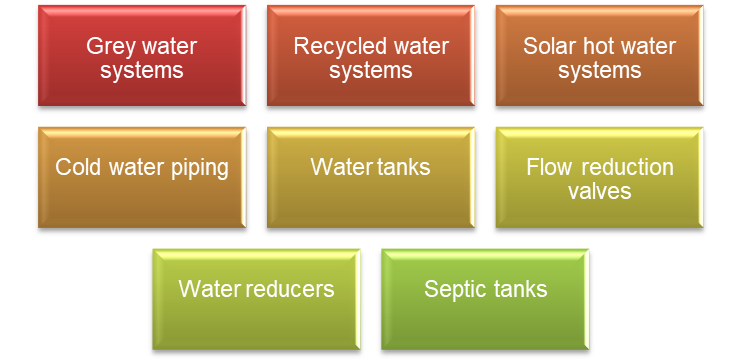 Grey water
systems
Recycled water
systems
Solar hot water
systems
Cold water piping
Water tanks
Flow reduction
valves
Water reducers
Septic tanks